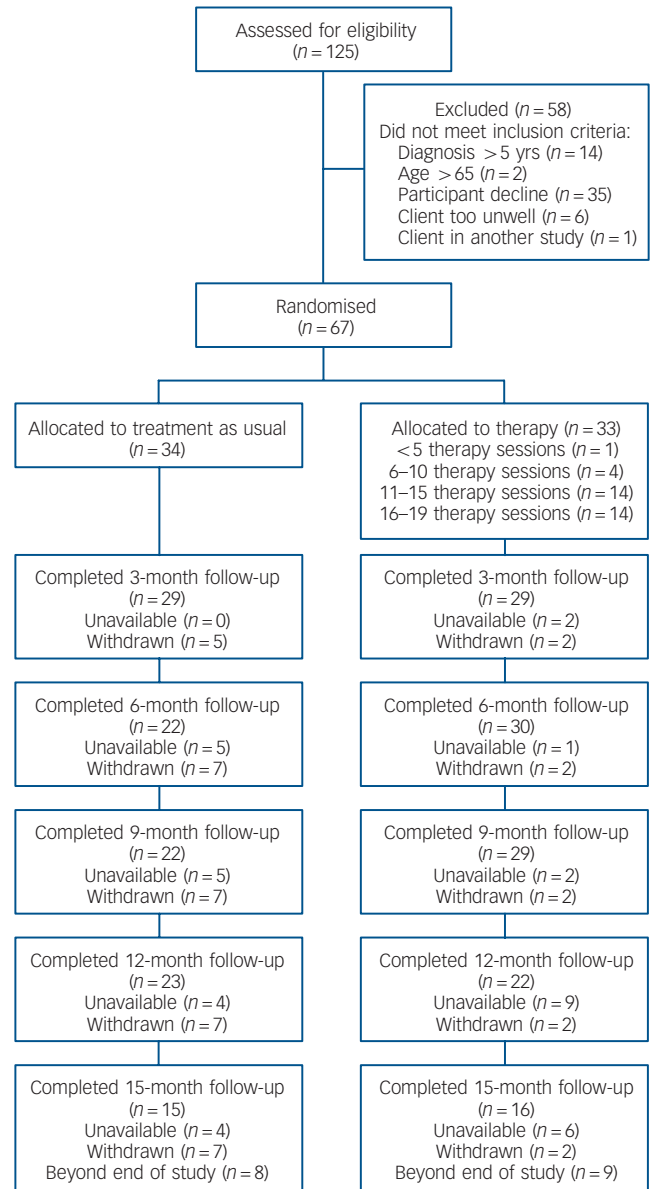 Assessed for eligibility
(n = 125)
Excluded (n = 58)
Did not meet inclusion criteria:
Diagnosis >5 yrs (n = 14)
Age >65 (n = 2)
Participant decline (n = 35)
Client too unwell (n = 6)
Client in another study (n = 1)
Randomised
(n = 67)
Allocated to treatment as usual
(n = 34)
Allocated to therapy (n = 33)
<5 therapy sessions (n = 1)
6–10 therapy sessions (n = 4)
11–15 therapy sessions (n = 14)
16–19 therapy sessions (n = 14)
Completed 3-month follow-up
(n = 29)
Unavailable (n = 0)
Withdrawn (n = 5)
Completed 3-month follow-up
(n = 29)
Unavailable (n = 2)
Withdrawn (n = 2)
Completed 6-month follow-up
(n = 22)
Unavailable (n = 5)
Withdrawn (n = 7)
Completed 6-month follow-up
(n = 30)
Unavailable (n = 1)
Withdrawn (n = 2)
Completed 9-month follow-up
(n = 22)
Unavailable (n = 5)
Withdrawn (n = 7)
Completed 9-month follow-up
(n = 29)
Unavailable (n = 2)
Withdrawn (n = 2)
Completed 12-month follow-up
(n = 23)
Unavailable (n = 4)
Withdrawn (n = 7)
Completed 12-month follow-up
(n = 22)
Unavailable (n = 9)
Withdrawn (n = 2)
Completed 15-month follow-up
(n = 15)
Unavailable (n = 4)
Withdrawn (n = 7)
Beyond end of study (n = 8)
Completed 15-month follow-up
(n = 16)
Unavailable (n = 6)
Withdrawn (n = 2)
Beyond end of study (n = 9)